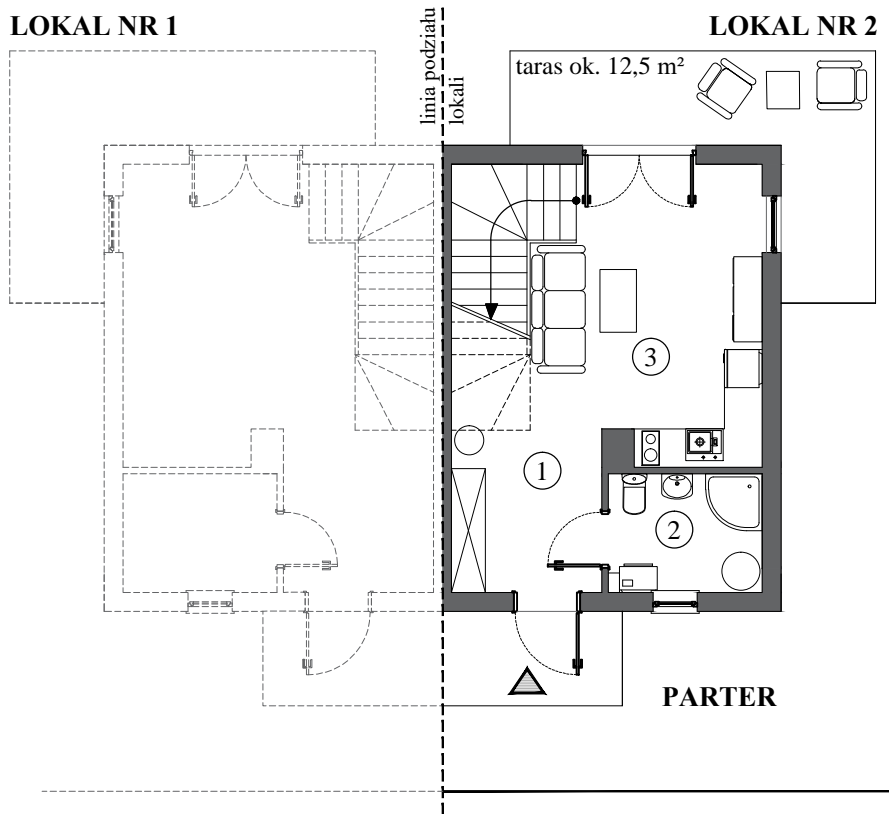 LOKAL NR 1
LOKAL NR 2
linia podziału
lokali
taras ok. 12,5 m²
3
1
2
PARTER